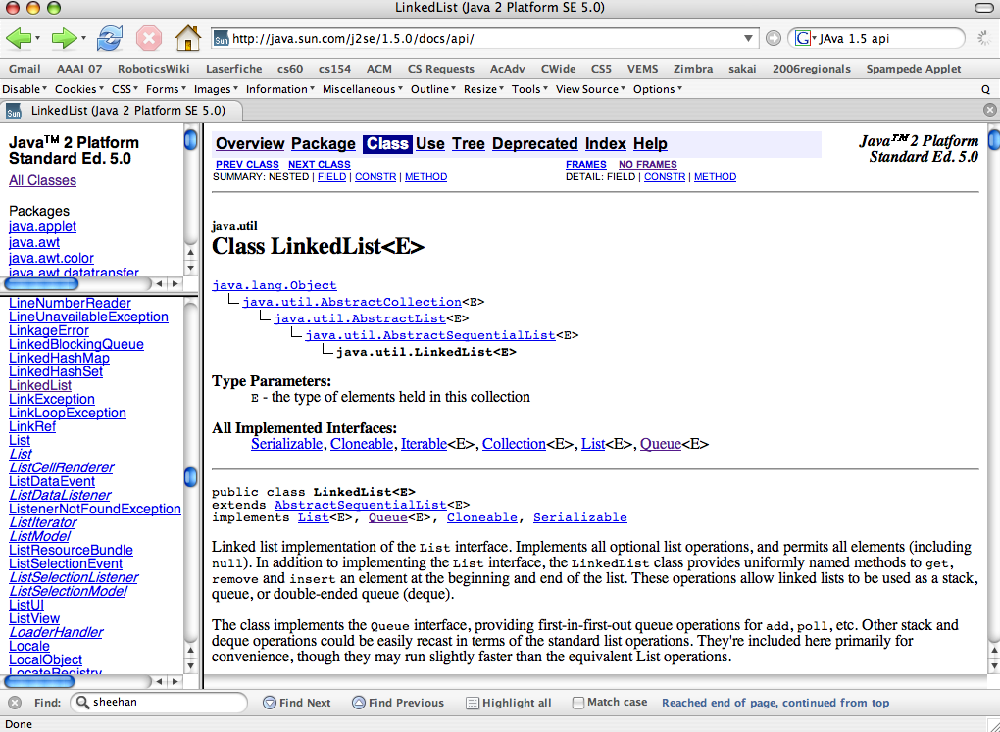 LinkedList (Java 2 Platform SE 5.0)
http://java.sun.com/j2se/1.5.0/docs/api/
JAva 1.5 api
Gmail AAAI 07 RoboticsWiki Laserfiche cs60 cs154 ACM CS Requests AcAdv CWide CS5 VEMS Zimbra sakai 2006regionals Spampede Applet
Disable Cookies CSS Forms Images Information Miscellaneous Outline Resize Tools View Source Options
LinkedList (Java 2 Platform SE 5.0)
Java™ 2 Platform
Standard Ed. 5.0
All Classes
Packages
java.applet
java.awt
java.awt.color
java.awt.datatransfer
LineNumberReader
LineUnavailableException
LinkageError
LinkedBlockingQueue
LinkedHashMap
LinkedHashSet
LinkedList
LinkException
LinkLoopException
LinkRef
List
List
ListCellRenderer
ListDataEvent
ListDataListener
ListenerNotFoundException
ListIterator
ListModel
ListResourceBundle
ListSelectionEvent
ListSelectionListener
ListSelectionModel
ListUI
ListView
LoaderHandler
Locale
LocalObject
LocateRegistry
Overview Package Class Use Tree Deprecated Index Help
Java™ 2 Platform
Standard Ed. 5.0
PREV CLASS NEXT CLASS
FRAMES NO FRAMES
SUMMARY: NESTED | FIELD | CONSTR | METHOD
DETAIL: FIELD | CONSTR | METHOD
java.util
Class LinkedList<E>
java.lang.Object
java.util.AbstractCollection<E>
java.util.AbstractList<E>
java.util.AbstractSequentialList<E>
java.util.LinkedList<E>
Type Parameters:
E - the type of elements held in this collection
All Implemented Interfaces:
Serializable, Cloneable, Iterable<E>, Collection<E>, List<E>, Queue<E>
public class LinkedList<E>
extends AbstractSequentialList<E>
implements List<E>, Queue<E>, Cloneable, Serializable
Linked list implementation of the List interface. Implements all optional list operations, and permits all elements (including
null). In addition to implementing the List interface, the LinkedList class provides uniformly named methods to get,
remove and insert an element at the beginning and end of the list. These operations allow linked lists to be used as a stack,
queue, or double-ended queue (deque).
The class implements the Queue interface, providing first-in-first-out queue operations for add, poll, etc. Other stack and
deque operations could be easily recast in terms of the standard list operations. They're included here primarily for
convenience, though they may run slightly faster than the equivalent List operations.
Find: sheehan Find Next Find Previous Highlight all Match case Reached end of page, continued from top
Done